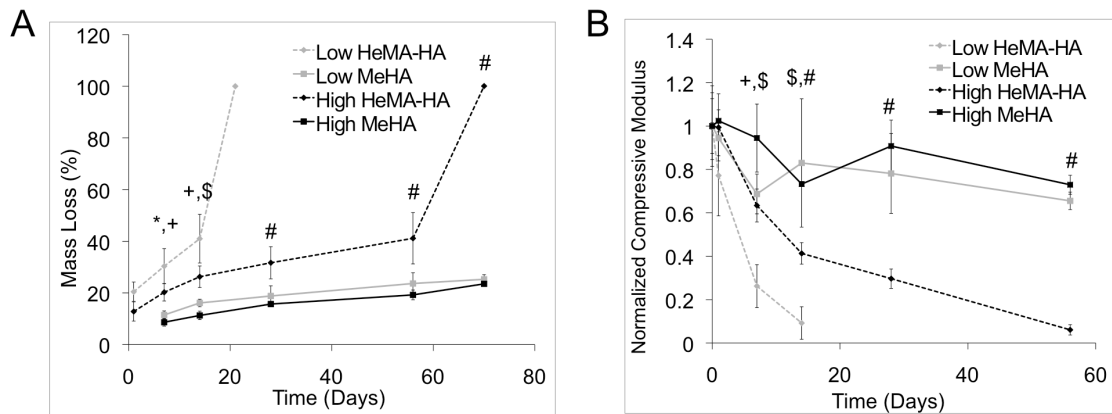 A
Mass Loss (%)
120
100
80
60
40
20
0
0 20 40 60 80
Time (Days)
Low HeMA-HA
Low MeHA
High HeMA-HA
High MeHA
*,+
+,$
#
#
#
B
Normalized Compressive Modulus
1.4
1.2
1
0.8
0.6
0.4
0.2
0
0 20 40 60
Time (Days)
Low HeMA-HA
Low MeHA
High HeMA-HA
High MeHA
+,$
$,#
#
#